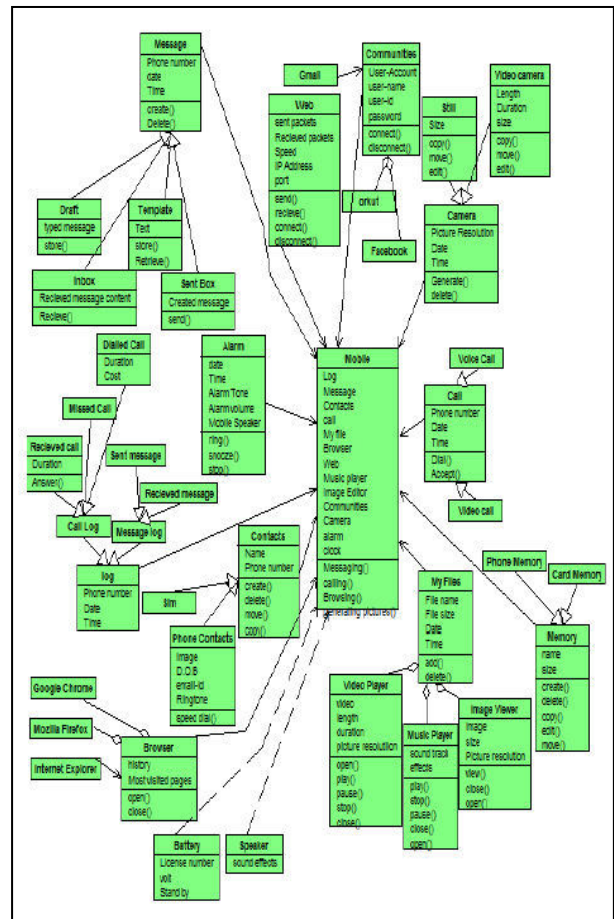 Message
Phone number
date
Time
create()
Delete()
Draft
typed message
store()
Template
Text
store()
Retrieve()
Inbox
Recieved message content
Recieve()
Sent Box
Created message
send()
Gmail
Web
sent packets
Recieved packets
Speed
IP Address
port
send()
recieve()
connect()
disconnect()
Communities
User-Account
user-name
user-id
password
connect()
disconnect()
orkut
Facebook
Still
Size
copy()
move()
edit()
Video camera
Length
Duration
size
copy()
move()
edit()
Camera
Picture Resolution
Date
Time
Generate()
delete()
Dialled Call
Duration
Cost
Missed Call
Recieved call
Duration
Answer()
Sent message
Recieved message
Call Log
Message log
log
Phone number
Date
Time
Alarm
date
Time
Alarm Tone
Alarm volume
Mobile Speaker
ring()
snooze()
stop()
Mobile
Log
Message
Contacts
call
My file
Browser
Web
Music player
Image Editor
Communities
Camera
alarm
clock
Messaging()
calling()
Browsing()
generating pictures()
Voice Call
Call
Phone number
Date
Time
Dial()
Accept()
Video call
Contacts
Name
Phone number
create()
delete()
move()
copy()
Sim
Phone Contacts
Image
D.O.B
email-id
Ringtone
speed dial()
Phone Memory
Card Memory
Memory
name
size
create()
delete()
copy()
edit()
move()
My Files
File name
File size
Date
Time
add()
delete()
Video Player
video
length
duration
picture resolution
open()
play()
pause()
stop()
close()
Music Player
sound track
effects
play()
stop()
pause()
close()
open()
Image Viewer
Image
size
Picture resolution
view()
close()
open()
Google Chrome
Mozilla Firefox
Internet Explorer
Browser
history
Most visited pages
open()
close()
Battery
License number
volt
Stand by
Speaker
sound effects